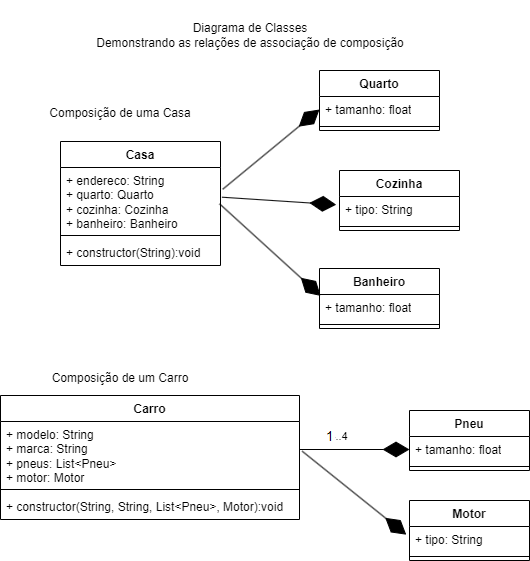 Diagrama de Classes
Demonstrando as relações de associação de composição
Composição de uma Casa
Casa
+ endereco: String
+ quarto: Quarto
+ cozinha: Cozinha
+ banheiro: Banheiro
+ constructor(String):void
Quarto
+ tamanho: float
Cozinha
+ tipo: String
Banheiro
+ tamanho: float
Composição de um Carro
Carro
+ modelo: String
+ marca: String
+ pneus: List<Pneu>
+ motor: Motor
+ constructor(String, String, List<Pneu>, Motor):void
1..4
Pneu
+ tamanho: float
Motor
+ tipo: String